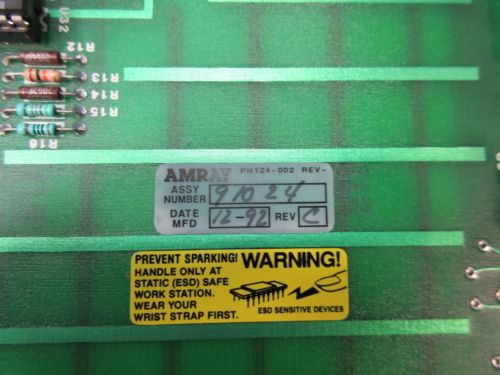 U32
R12
R13
R14
R15
R16
AMRAY PN124-002 REV-
ASSY NUMBER 91024
DATE MFD 12-92 REV C
PREVENT SPARKING! WARNING!
HANDLE ONLY AT
STATIC (ESD) SAFE
WORK STATION.
WEAR YOUR
WRIST STRAP FIRST.
ESD SENSITIVE DEVICES